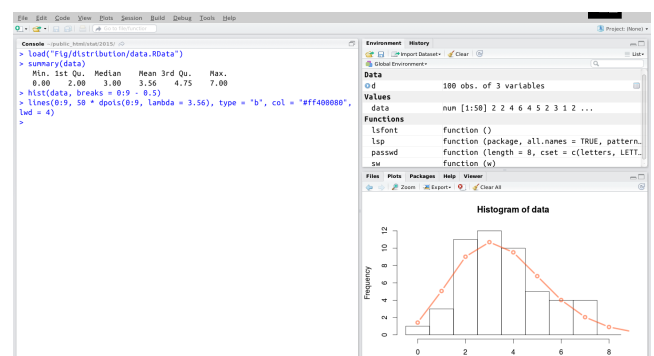 File Edit Code View Plots Session Build Debug Tools Help
Go to file/function
Project: (None)
Console ~/public_html/stat/2015/
> load("Fig/distribution/data.RData")
> summary(data)
Min. 1st Qu. Median Mean 3rd Qu. Max.
0.00 2.00 3.00 3.56 4.75 7.00
> hist(data, breaks = 0:9 - 0.5)
> lines(0:9, 50 * dpois(0:9, lambda = 3.56), type = "b", col = "#ff400080",
lwd = 4)
>
Environment History
Import Dataset Clear List
Global Environment
Data
d 100 obs. of 3 variables
Values
data num [1:50] 2 2 4 6 4 5 2 3 1 2 ...
Functions
lsfont function ()
lsp function (package, all.names = TRUE, pattern…
passwd function (length = 8, cset = c(letters, LETT…
sw function (w)
Files Plots Packages Help Viewer
Zoom Export Clear All
Histogram of data
Frequency
12
10
8
6
4
2
0
0 2 4 6 8